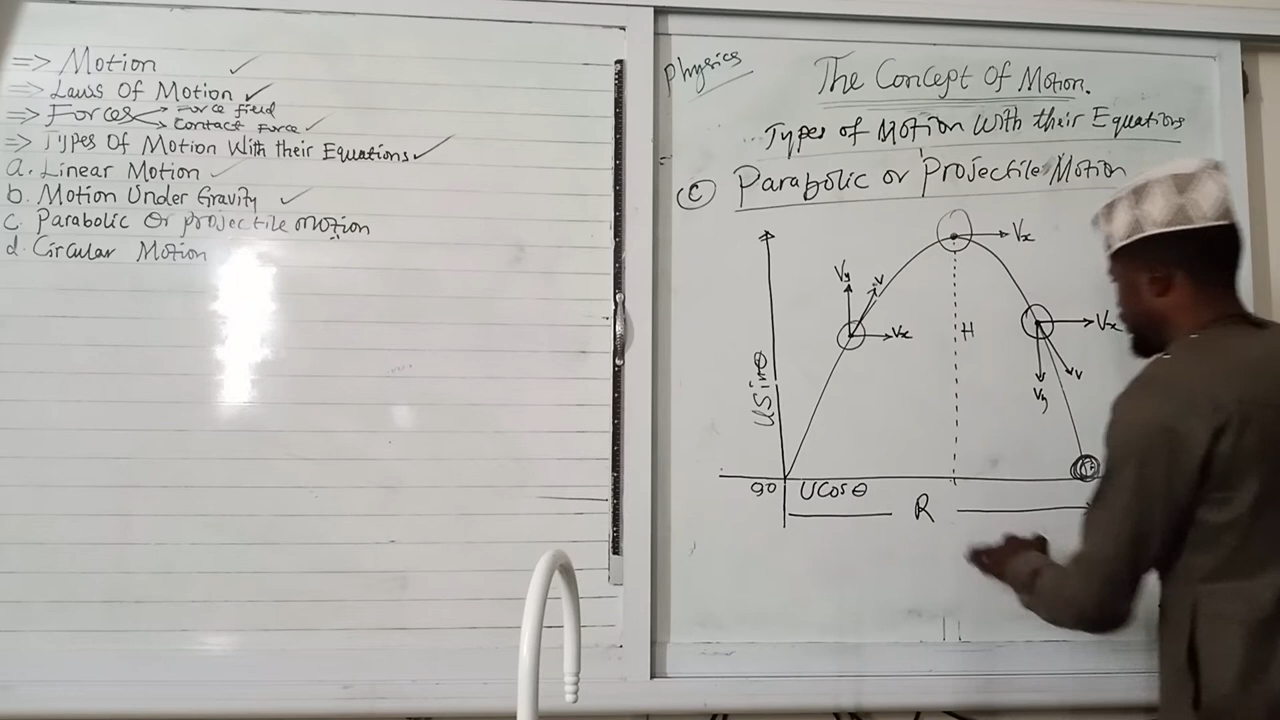 => Motion ✓
=> Laws Of Motion ✓
=> Forces → Force field
→ Contact Force ✓
=> Types Of Motion With their Equations ✓
a. Linear Motion ✓
b. Motion Under Gravity ✓
c. Parabolic Or projectile motion
d. Circular Motion
Physics
The Concept Of Motion.
Types of Motion With their Equations
(C) Parabolic or Projectile Motion
Vx
Vy
V
Vx
H
Vx
V
Vy
USinθ
90
UCosθ
R